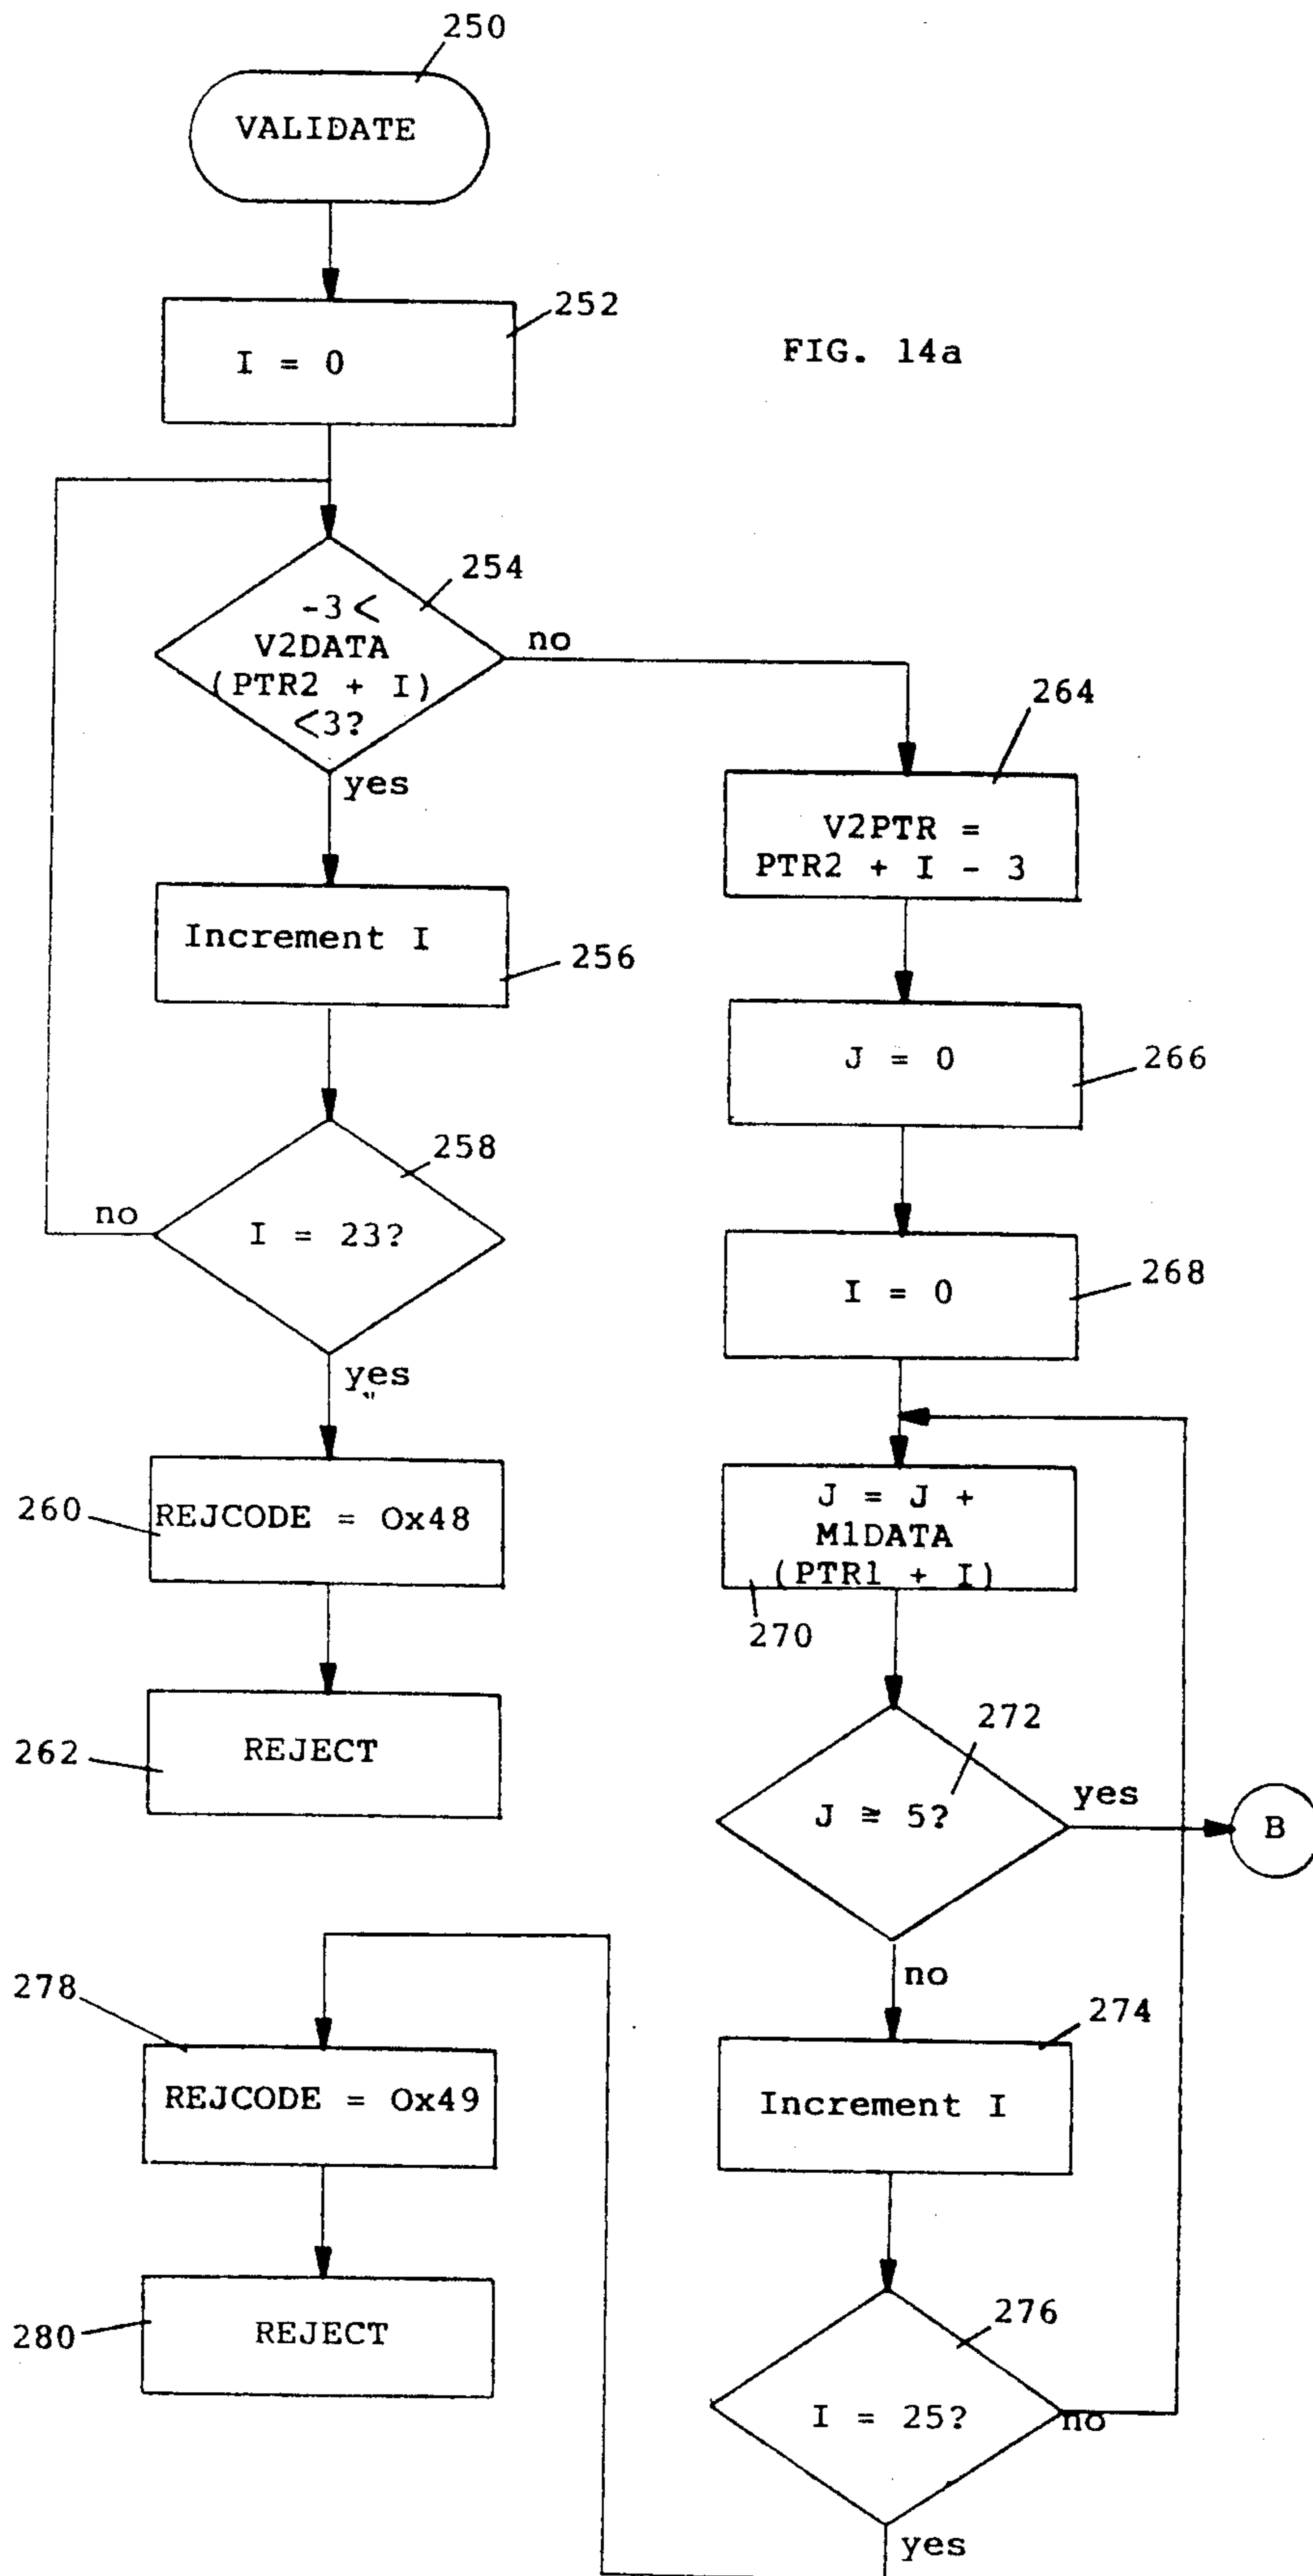 250
VALIDATE
252
I = 0
FIG. 14a
254
-3 <
V2DATA
(PTR2 + I)
<3?
no
yes
Increment I
256
258
no
I = 23?
yes
260
REJCODE = 0x48
262
REJECT
264
V2PTR =
PTR2 + I - 3
J = 0
266
I = 0
268
J = J +
M1DATA
(PTR1 + I)
270
272
J ≅ 5?
yes
B
no
274
Increment I
276
I = 25?
no
yes
278
REJCODE = 0x49
280
REJECT